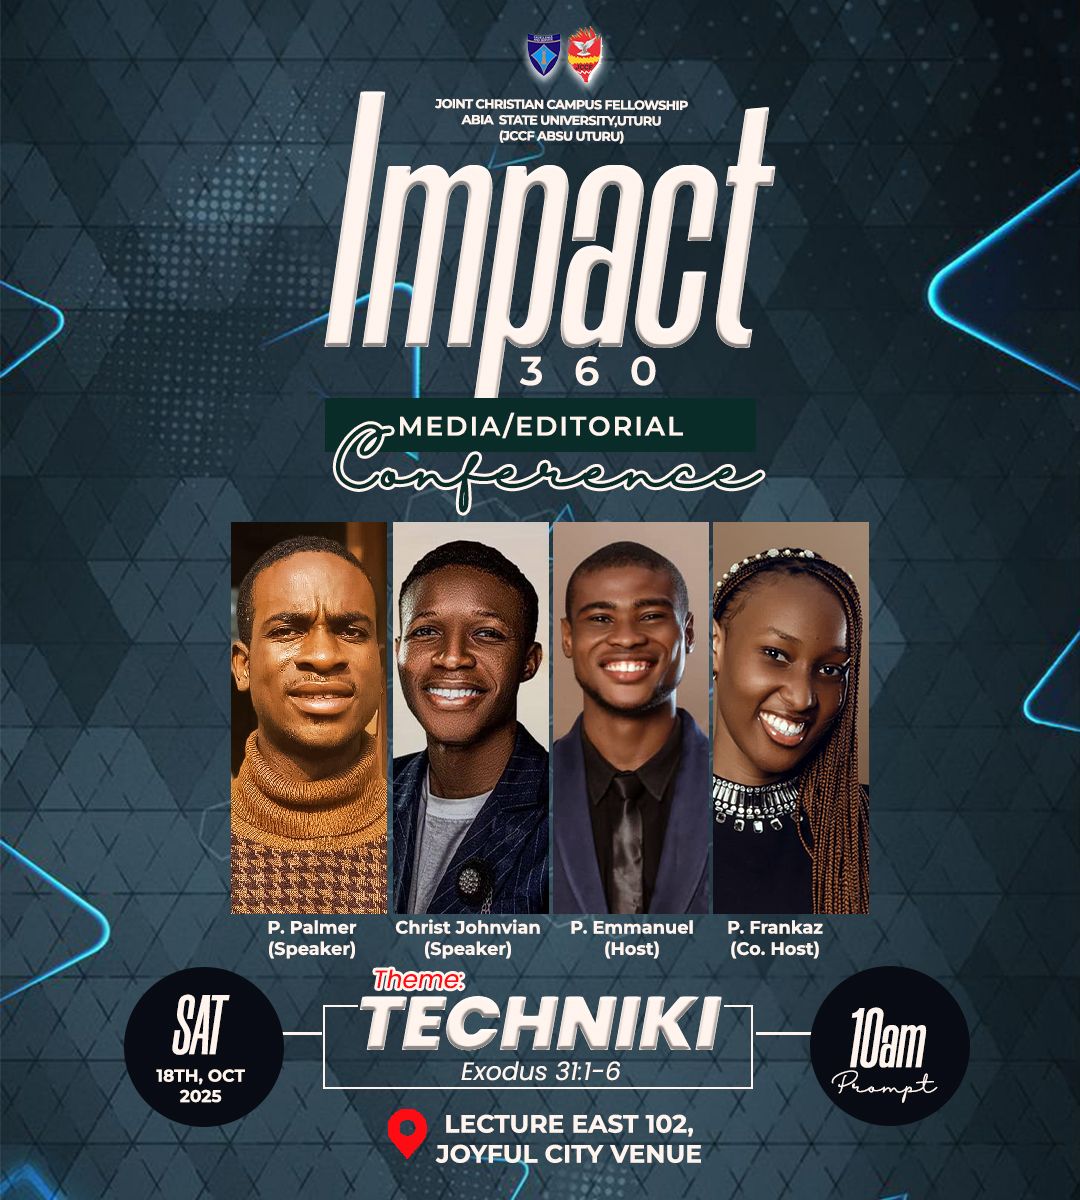 JCCF
JOINT CHRISTIAN CAMPUS FELLOWSHIP
ABIA STATE UNIVERSITY,UTURU
(JCCF ABSU UTURU)
Impact
360
MEDIA/EDITORIAL
Conference
P. Palmer
(Speaker)
Christ Johnvian
(Speaker)
P. Emmanuel
(Host)
P. Frankaz
(Co. Host)
Theme:
TECHNIKI
Exodus 31:1-6
SAT
18TH, OCT
2025
10am
Prompt
LECTURE EAST 102,
JOYFUL CITY VENUE